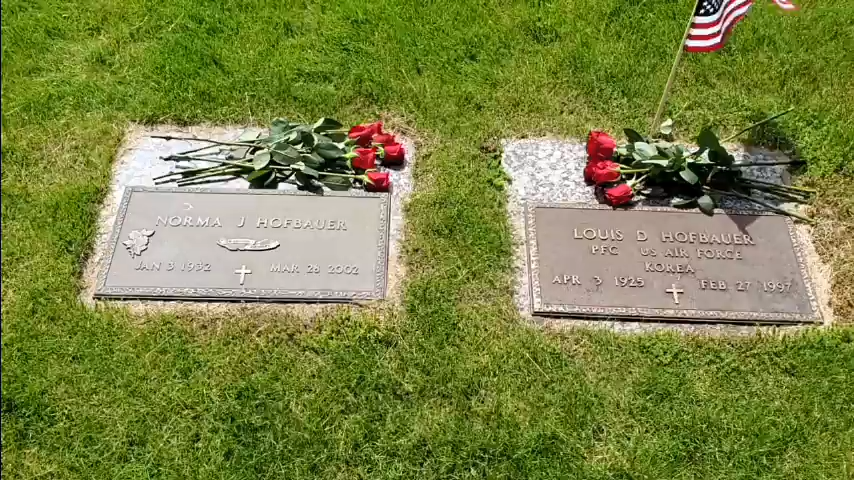 NORMA J HOFBAUER
JAN 3 1932 MAR 28 2002
LOUIS D HOFBAUER
PFC US AIR FORCE
KOREA
APR 3 1925 FEB 27 1997